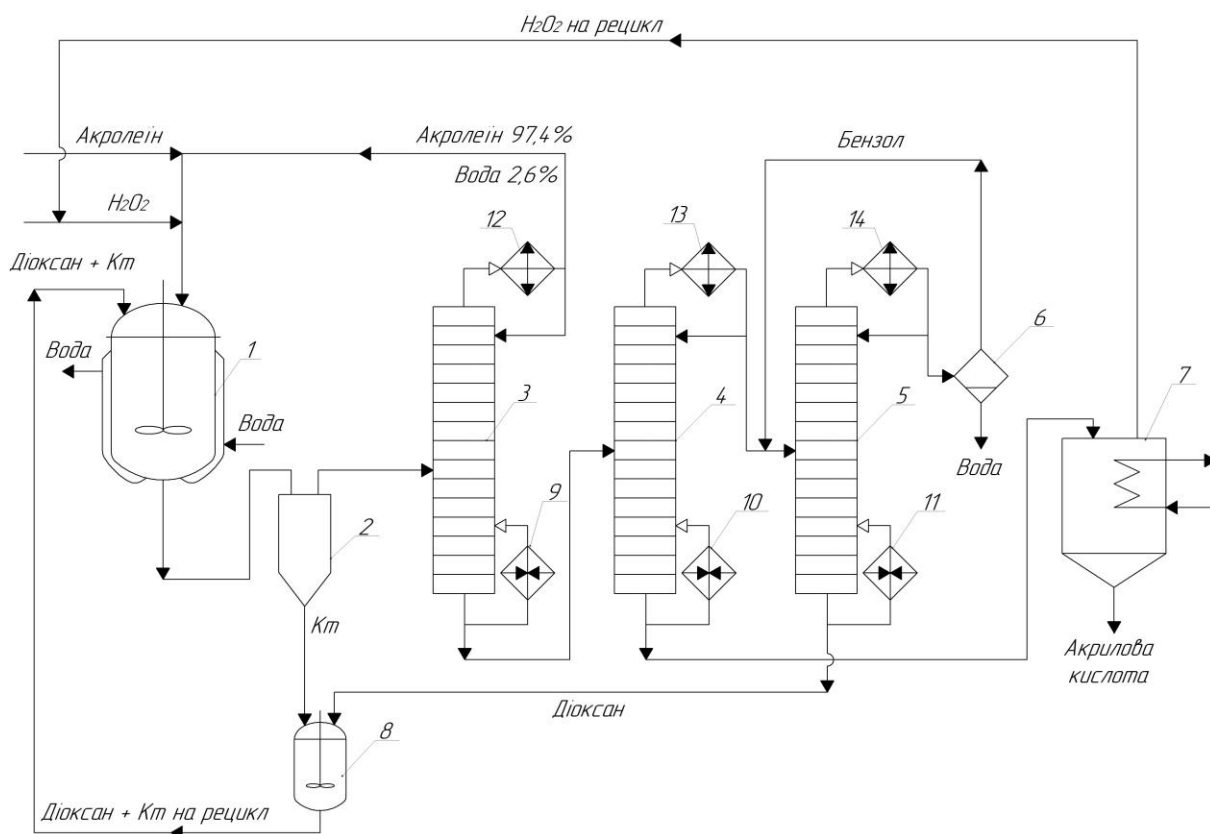 H₂O₂ на рецикл
Акролеїн
Акролеїн 97,4%
Бензол
Вода 2,6%
H₂O₂
12
13
14
Діоксан + Кт
6
1
7
Вода
3
4
5
Вода
Вода
9
10
11
2
Кт
Акрилова
кислота
Діоксан
8
Діоксан + Кт на рецикл